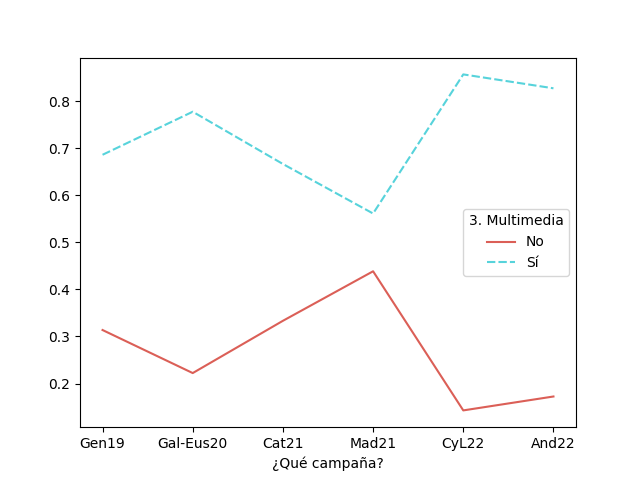 0.8
0.7
0.6
0.5
0.4
0.3
0.2
3. Multimedia
No
Sí
Gen19 Gal-Eus20 Cat21 Mad21 CyL22 And22
¿Qué campaña?